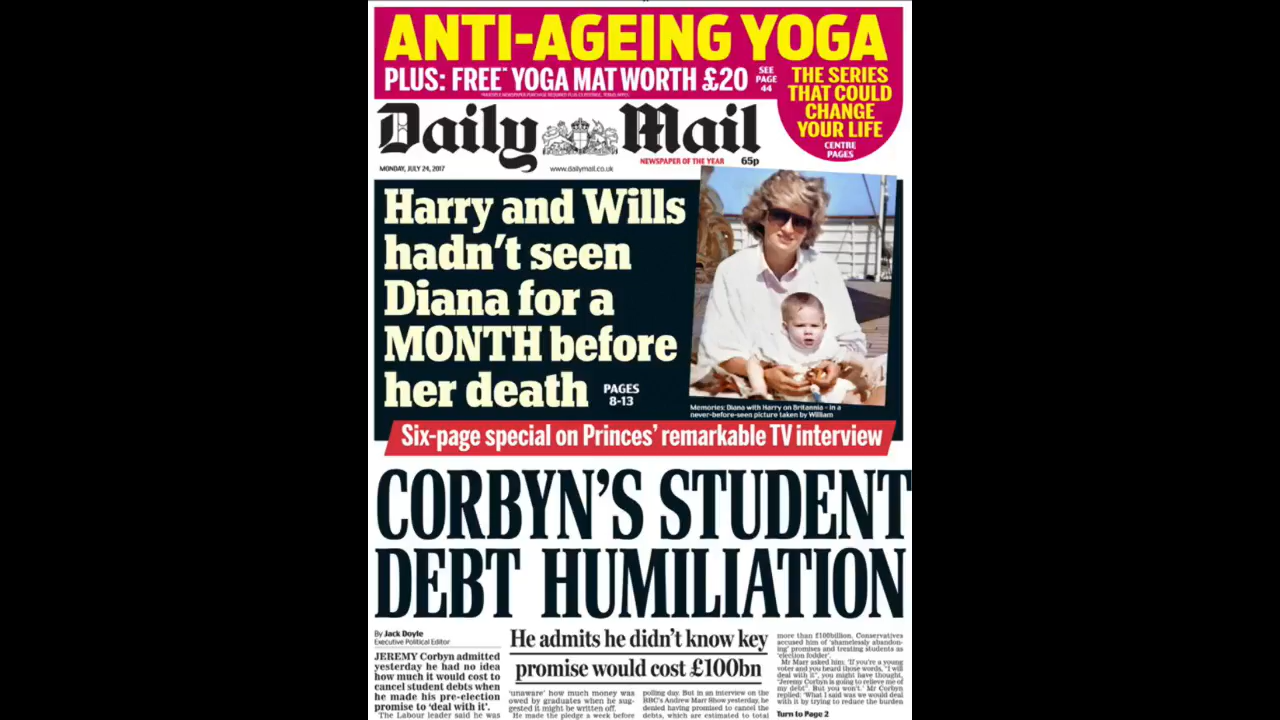 ANTI-AGEING YOGA
PLUS: FREE* YOGA MAT WORTH £20
SEE
PAGE
44
THE SERIES
THAT COULD
CHANGE
YOUR LIFE
CENTRE
PAGES
Daily Mail
MONDAY, JULY 24, 2017
www.dailymail.co.uk
NEWSPAPER OF THE YEAR
65p
Harry and Wills
hadn't seen
Diana for a
MONTH before
her death
PAGES
8-13
Memories: Diana with Harry on Britannia – in a
never-before-seen picture taken by William
Six-page special on Princes' remarkable TV interview
CORBYN'S STUDENT
DEBT HUMILIATION
By Jack Doyle
Executive Political Editor
JEREMY Corbyn admitted
yesterday he had no idea
how much it would cost to
cancel student debts when
he made his pre-election
promise to 'deal with it'.
The Labour leader said he was
He admits he didn't know key
promise would cost £100bn
'unaware' how much money was
owed by graduates when he sug-
gested it might be written off.
He made the pledge a week before
polling day. But in an interview on the
BBC's Andrew Marr Show yesterday, he
denied having promised to cancel the
debts, which are estimated to total
more than £100billion. Conservatives
accused him of 'shamelessly abandon-
ing' promises and treating students as
'election fodder'.
Mr Marr asked him: 'If you're a young
voter and you heard those words, "I will
deal with it", you might have thought,
"Jeremy Corbyn is going to relieve me of
my debt". But you won't.' Mr Corbyn
replied: 'What I said was we would deal
with it by trying to reduce the burden
Turn to Page 2